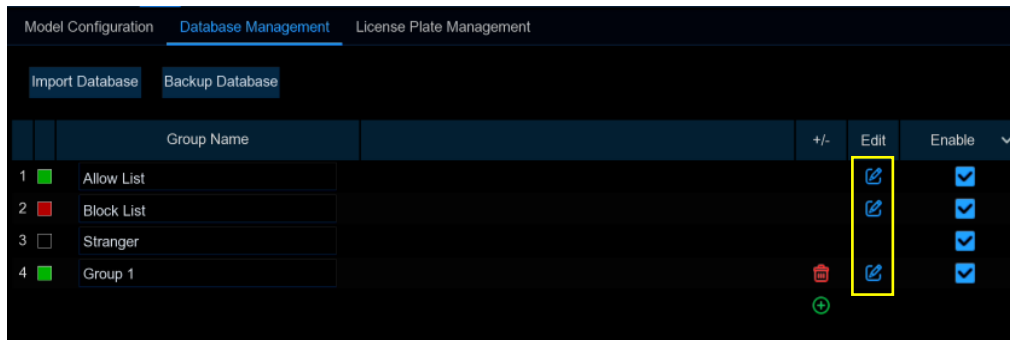 Model Configuration Database Management License Plate Management
Import Database Backup Database
Group Name +/- Edit Enable
1 Allow List
2 Block List
3 Stranger
4 Group 1